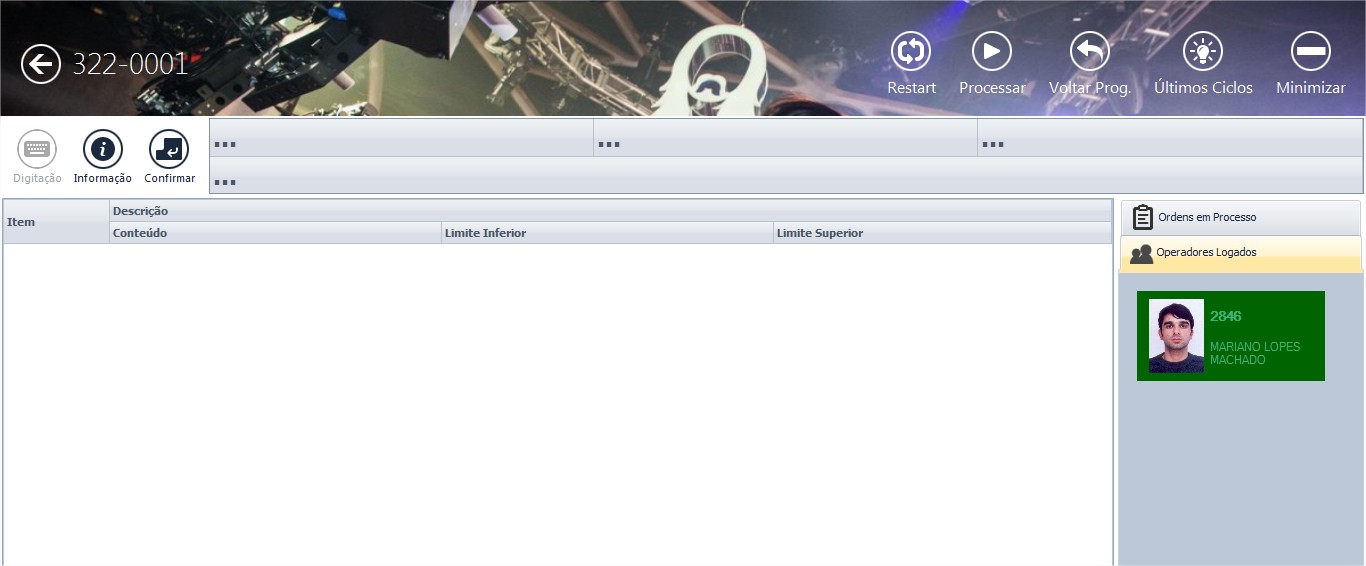 322-0001
Restart
Processar
Voltar Prog.
Últimos Ciclos
Minimizar
Digitação
Informação
Confirmar
...
...
...
...
Item
Descrição
Conteúdo
Limite Inferior
Limite Superior
Ordens em Processo
Operadores Logados
2846
MARIANO LOPES
MACHADO